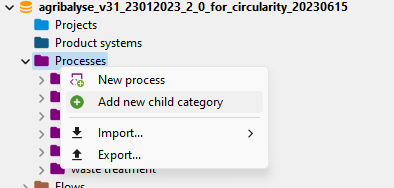 agribalyse_v31_23012023_2_0_for_circularity_20230615
Projects
Product systems
Processes
New process
Add new child category
Import...
Export...
waste treatment
Flows